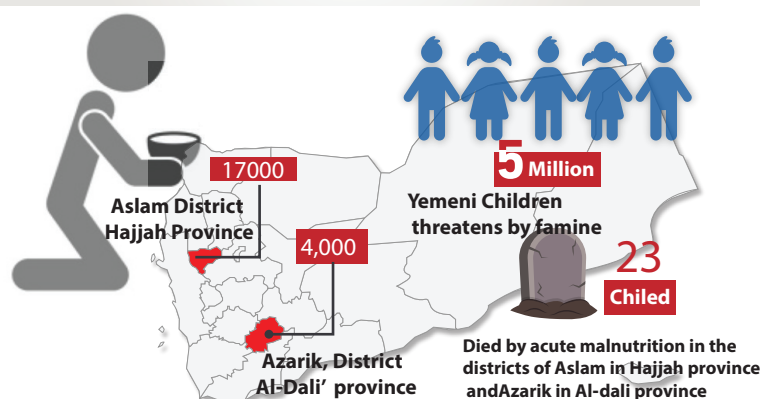 17000
Aslam District
Hajjah Province
4,000
Azarik, District
Al-Dali’ province
5 Million
Yemeni Children
threatens by famine
23
Chiled
Died by acute malnutrition in the
districts of Aslam in Hajjah province
andAzarik in Al-dali province